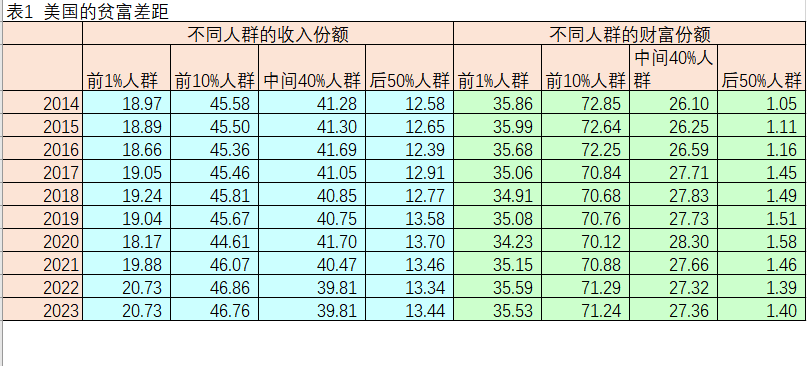 表1 美国的贫富差距
不同人群的收入份额 不同人群的财富份额
前1%人群 前10%人群 中间40%人群 后50%人群 前1%人群 前10%人群 中间40%人群 后50%人群
2014 18.97 45.58 41.28 12.58 35.86 72.85 26.10 1.05
2015 18.89 45.50 41.30 12.65 35.99 72.64 26.25 1.11
2016 18.66 45.36 41.69 12.39 35.68 72.25 26.59 1.16
2017 19.05 45.46 41.05 12.91 35.06 70.84 27.71 1.45
2018 19.24 45.81 40.85 12.77 34.91 70.68 27.83 1.49
2019 19.04 45.67 40.75 13.58 35.08 70.76 27.73 1.51
2020 18.17 44.61 41.70 13.70 34.23 70.12 28.30 1.58
2021 19.88 46.07 40.47 13.46 35.15 70.88 27.66 1.46
2022 20.73 46.86 39.81 13.34 35.59 71.29 27.32 1.39
2023 20.73 46.76 39.81 13.44 35.53 71.24 27.36 1.40